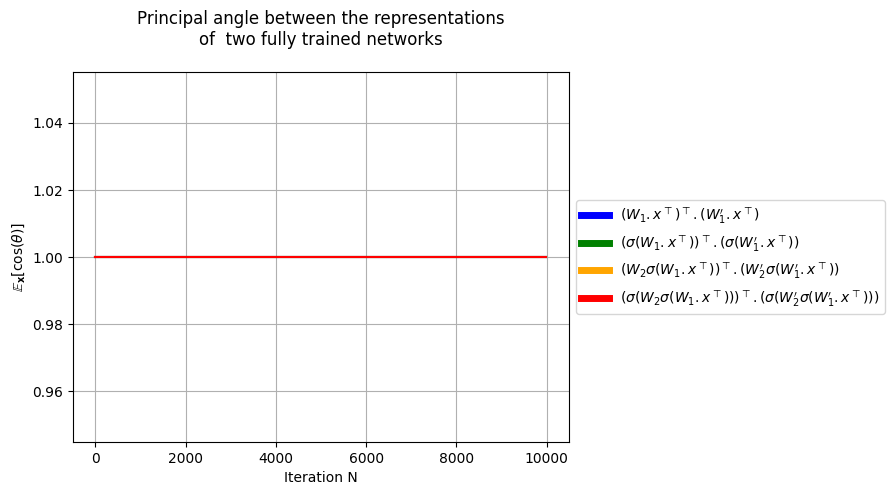 Principal angle between the representations
of  two fully trained networks
1.04
1.02
1.00
0.98
0.96
𝔼ₓ[cos(θ)]
0 2000 4000 6000 8000 10000
Iteration N
(W₁.x^⊤)^⊤.(W₁′.x^⊤)
(σ(W₁.x^⊤))^⊤.(σ(W₁′.x^⊤))
(W₂σ(W₁.x^⊤))^⊤.(W₂′σ(W₁′.x^⊤))
(σ(W₂σ(W₁.x^⊤)))^⊤.(σ(W₂′σ(W₁′.x^⊤)))